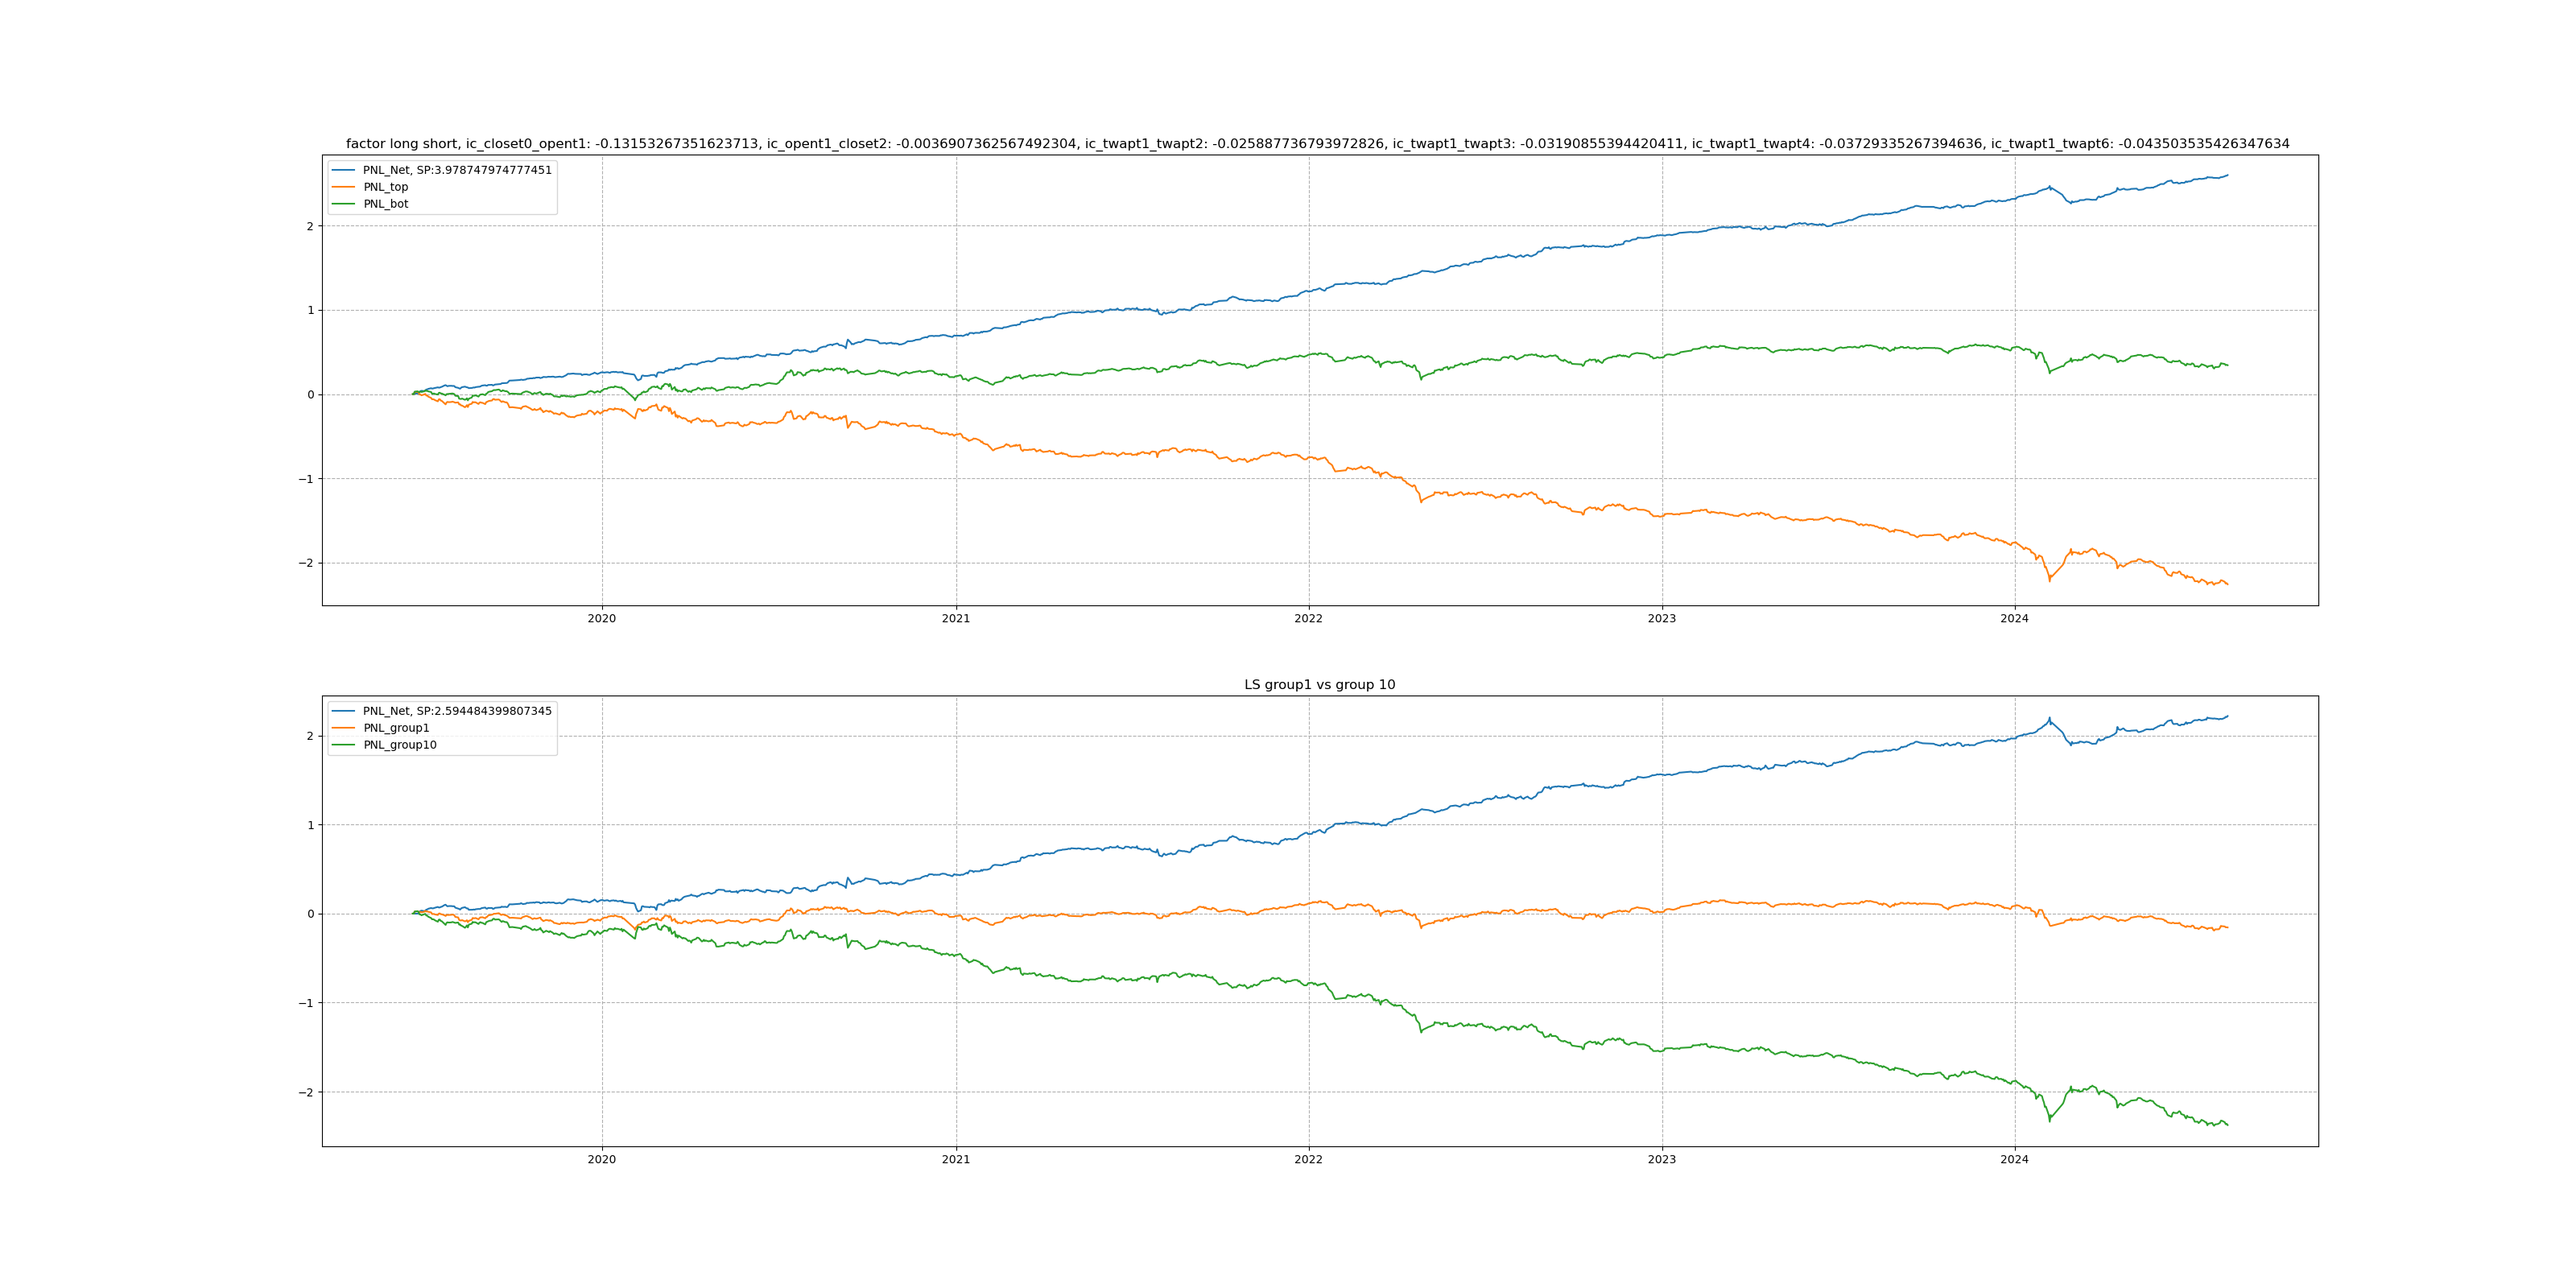 factor long short, ic_closet0_opent1: -0.13153267351623713, ic_opent1_closet2: -0.0036907362567492304, ic_twapt1_twapt2: -0.025887736793972826, ic_twapt1_twapt3: -0.03190855394420411, ic_twapt1_twapt4: -0.03729335267394636, ic_twapt1_twapt6: -0.043503535426347634
PNL_Net, SP:3.978747974777451
PNL_top
PNL_bot
2
1
0
−1
−2
2020 2021 2022 2023 2024
LS group1 vs group 10
PNL_Net, SP:2.594484399807345
PNL_group1
PNL_group10
2
1
0
−1
−2
2020 2021 2022 2023 2024